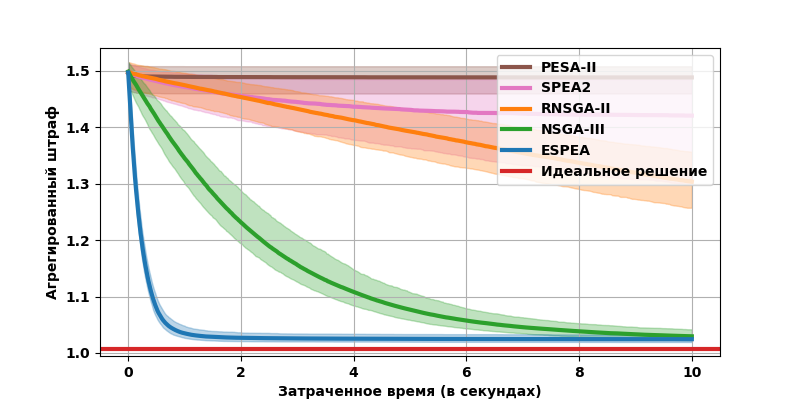 PESA-II
SPEA2
RNSGA-II
NSGA-III
ESPEA
Идеальное решение
1.5
1.4
1.3
1.2
1.1
1.0
Агрегированный штраф
0 2 4 6 8 10
Затраченное время (в секундах)